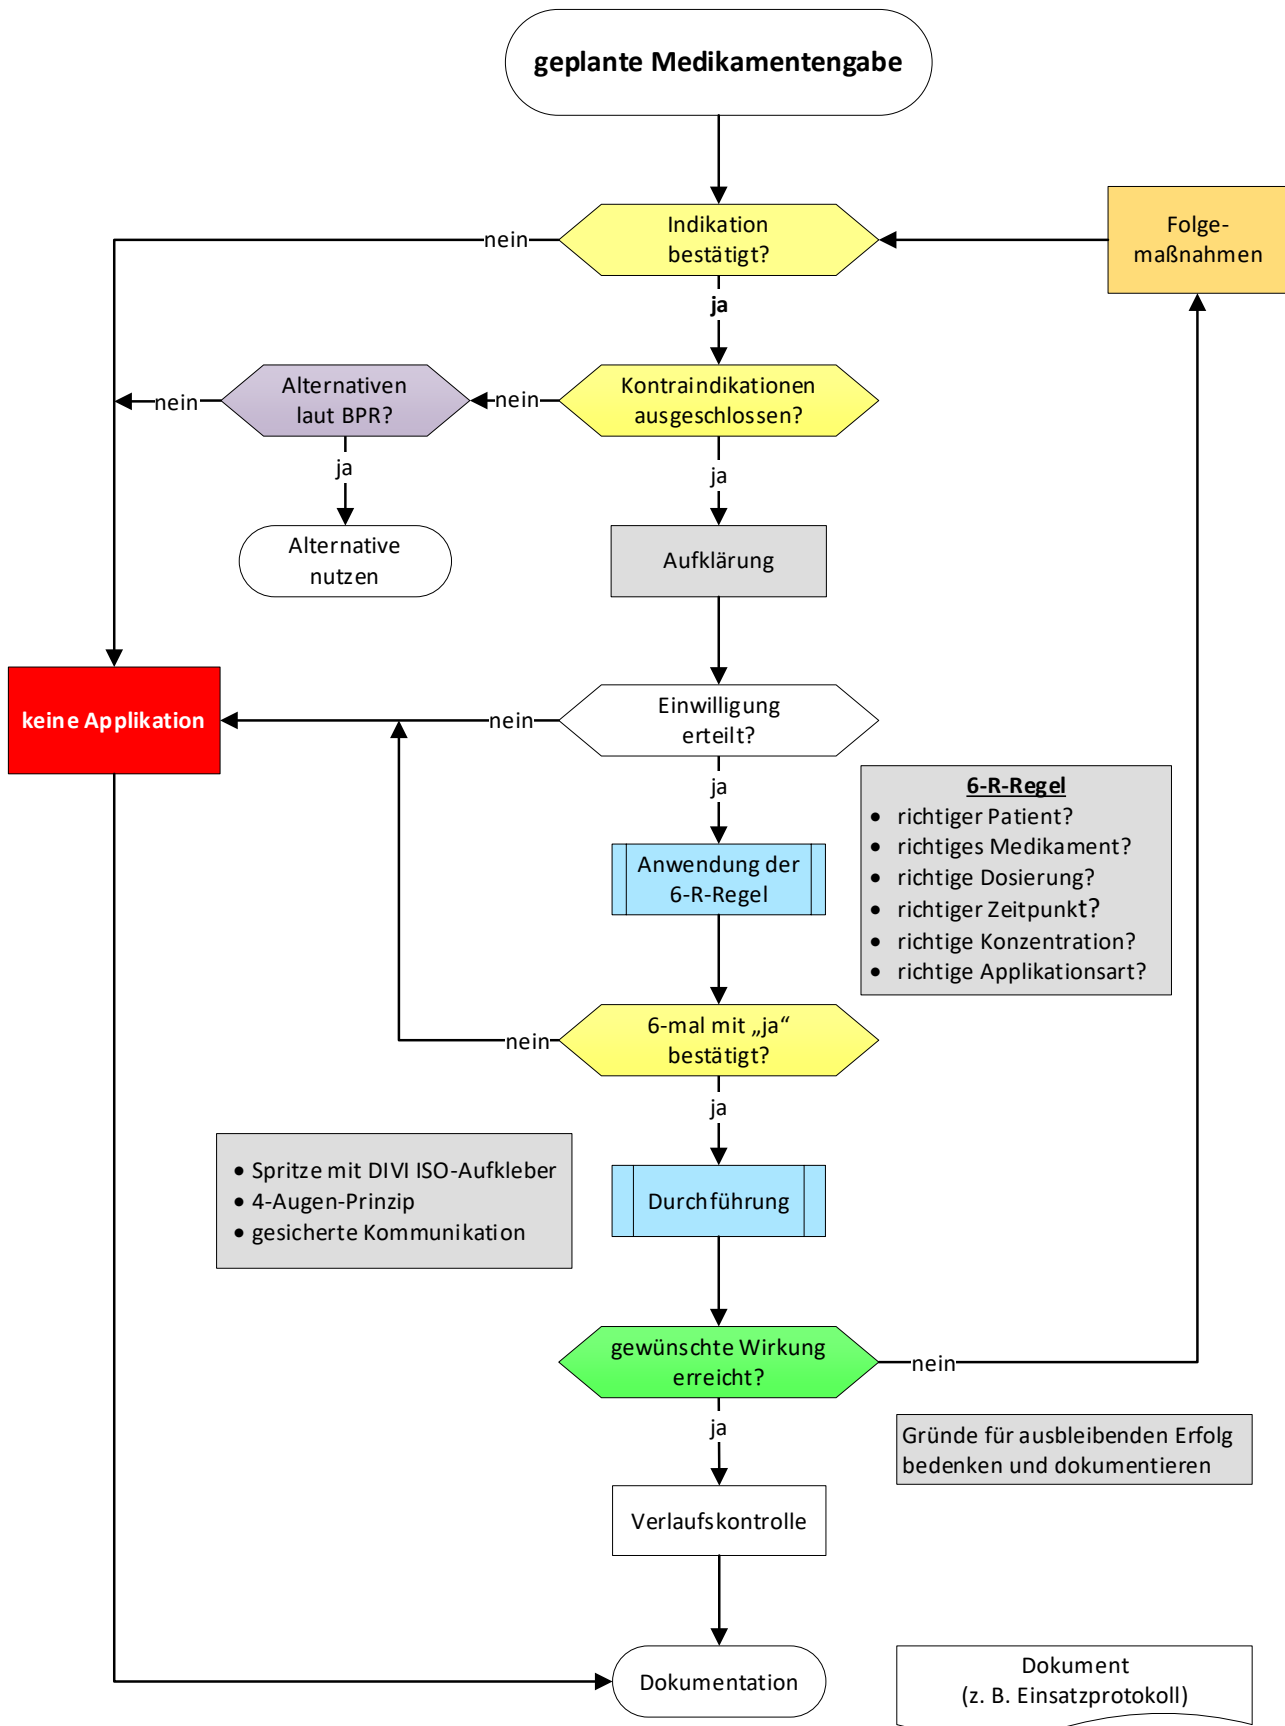 geplante Medikamentengabe
Indikation
bestätigt?
nein
Folge-
maßnahmen
ja
Kontraindikationen
ausgeschlossen?
nein
Alternativen
laut BPR?
nein
ja
Alternative
nutzen
ja
Aufklärung
Einwilligung
erteilt?
nein
keine Applikation
ja
Anwendung der
6-R-Regel
6-R-Regel
• richtiger Patient?
• richtiges Medikament?
• richtige Dosierung?
• richtiger Zeitpunkt?
• richtige Konzentration?
• richtige Applikationsart?
6-mal mit „ja“
bestätigt?
nein
ja
• Spritze mit DIVI ISO-Aufkleber
• 4-Augen-Prinzip
• gesicherte Kommunikation
Durchführung
gewünschte Wirkung
erreicht?
nein
ja
Gründe für ausbleibenden Erfolg
bedenken und dokumentieren
Verlaufskontrolle
Dokumentation
Dokument
(z. B. Einsatzprotokoll)